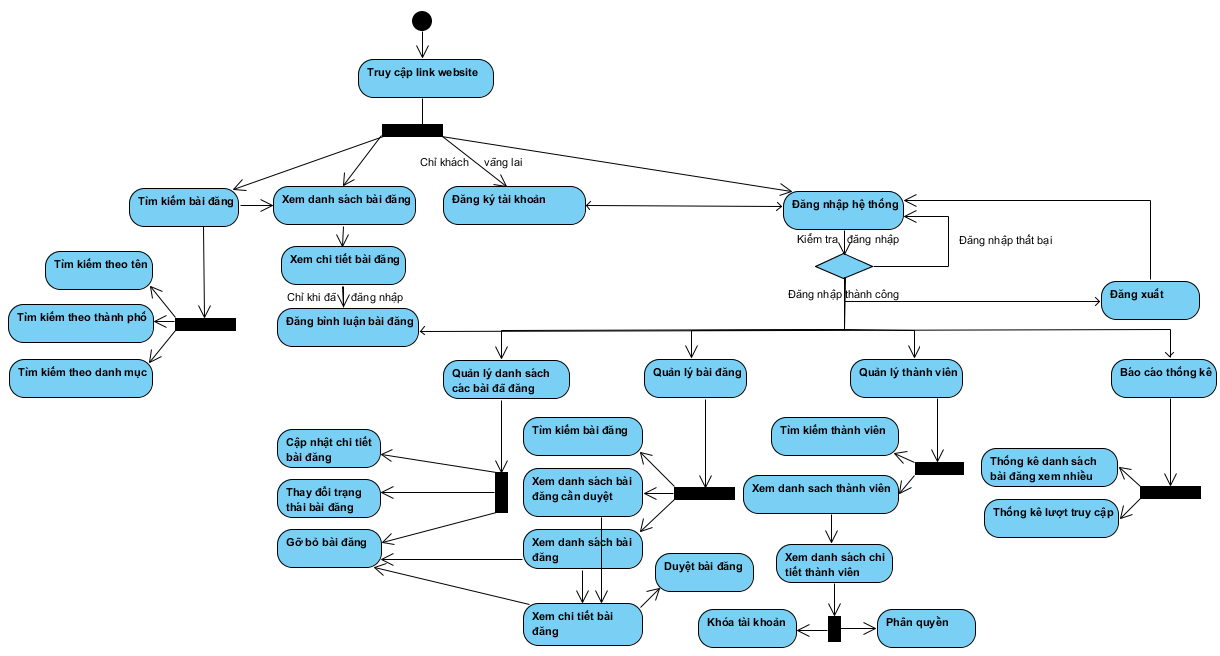 Truy cập link website
Chỉ khách vãng lai
Tìm kiếm bài đăng
Xem danh sách bài đăng
Đăng ký tài khoản
Đăng nhập hệ thống
Kiểm tra đăng nhập
Đăng nhập thất bại
Tìm kiếm theo tên
Xem chi tiết bài đăng
Chỉ khi đã đăng nhập
Đăng nhập thành công
Đăng xuất
Tìm kiếm theo thành phố
Đăng bình luận bài đăng
Tìm kiếm theo danh mục
Quản lý danh sách
các bài đã đăng
Quản lý bài đăng
Quản lý thành viên
Báo cáo thống kê
Cập nhật chi tiết
bài đăng
Tìm kiếm bài đăng
Tìm kiếm thành viên
Thống kê danh sách
bài đăng xem nhiều
Thay đổi trạng
thái bài đăng
Xem danh sách bài
đăng cần duyệt
Xem danh sach thành viên
Thống kê lượt truy cập
Gỡ bỏ bài đăng
Xem danh sách bài
đăng
Duyệt bài đăng
Xem danh sách chi
tiết thành viên
Xem chi tiết bài
đăng
Khóa tài khoản
Phân quyền